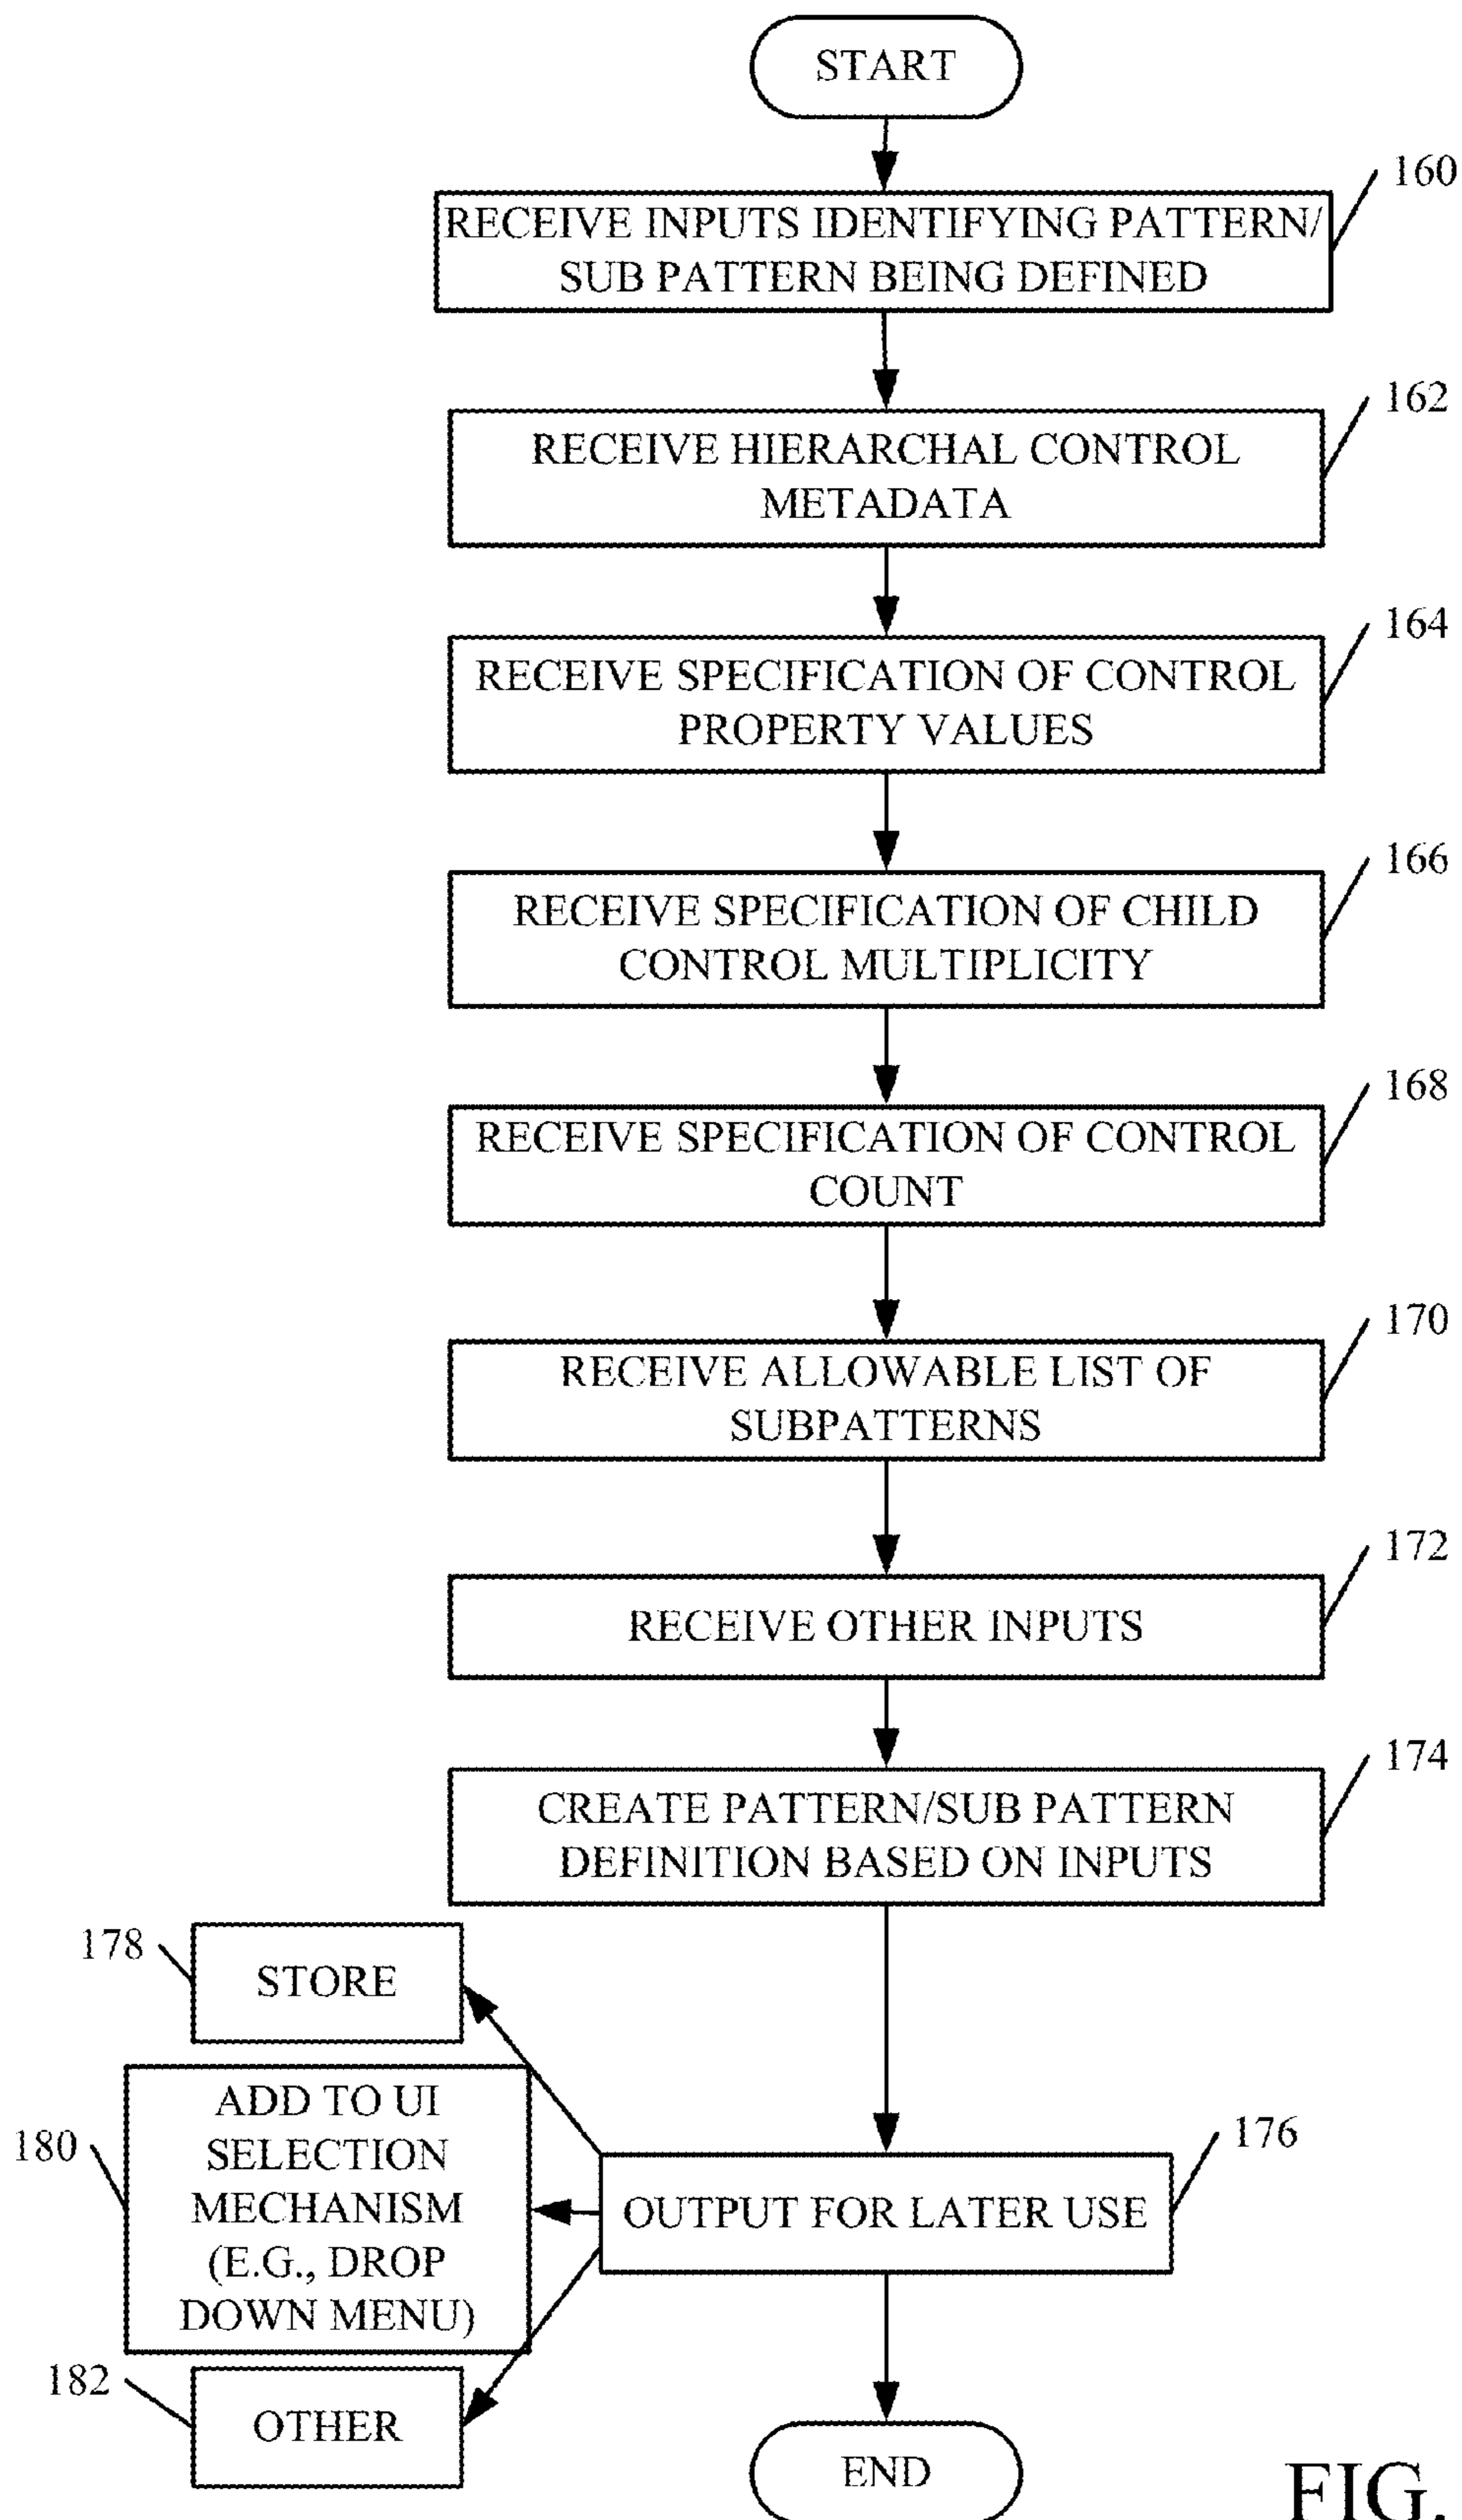 START
160
RECEIVE INPUTS IDENTIFYING PATTERN/
SUB PATTERN BEING DEFINED
162
RECEIVE HIERARCHAL CONTROL
METADATA
164
RECEIVE SPECIFICATION OF CONTROL
PROPERTY VALUES
166
RECEIVE SPECIFICATION OF CHILD
CONTROL MULTIPLICITY
168
RECEIVE SPECIFICATION OF CONTROL
COUNT
170
RECEIVE ALLOWABLE LIST OF
SUBPATTERNS
172
RECEIVE OTHER INPUTS
174
CREATE PATTERN/SUB PATTERN
DEFINITION BASED ON INPUTS
178
STORE
180
ADD TO UI
SELECTION
MECHANISM
(E.G., DROP
DOWN MENU)
176
OUTPUT FOR LATER USE
182
OTHER
END
FIG.